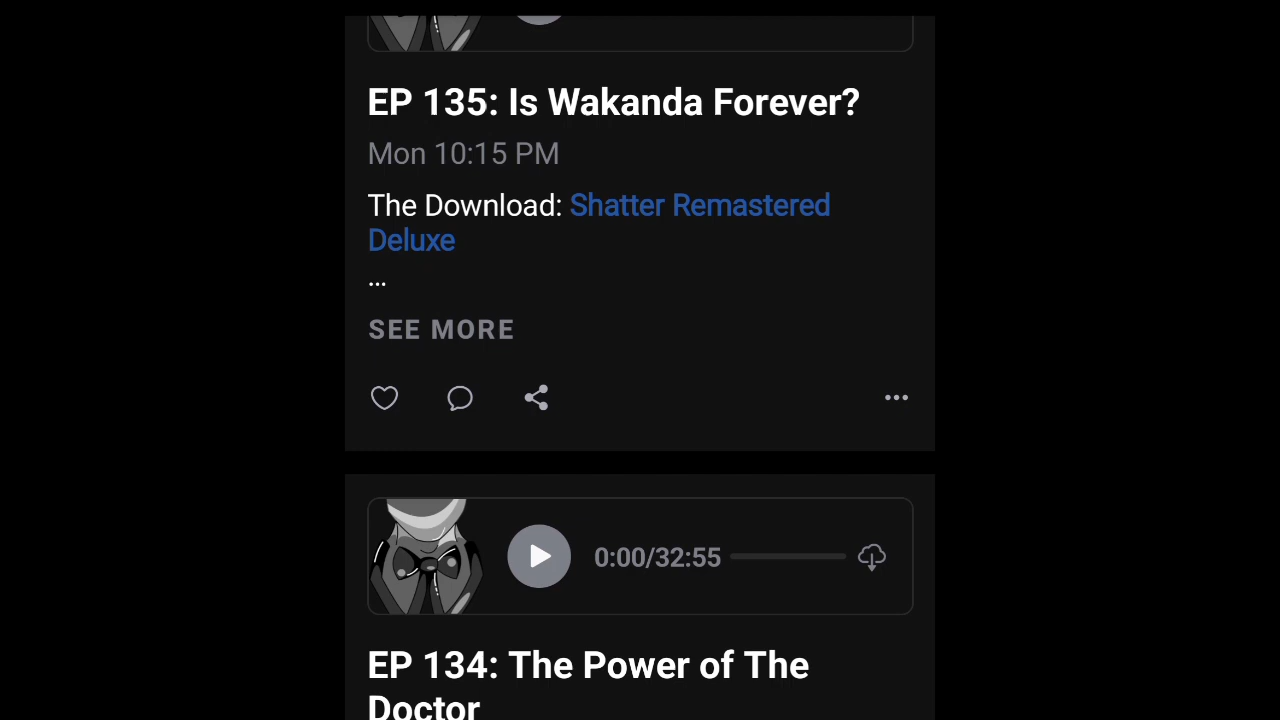 EP 135: Is Wakanda Forever?
Mon 10:15 PM
The Download: Shatter Remastered
Deluxe
...
SEE MORE
0:00/32:55
EP 134: The Power of The
Doctor